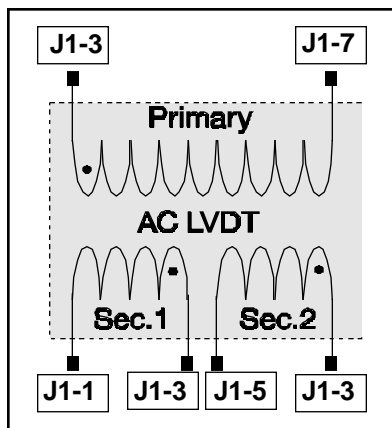 J1-3 J1-7
Primary
AC LVDT
Sec.1 Sec.2
J1-1 J1-3 J1-5 J1-3